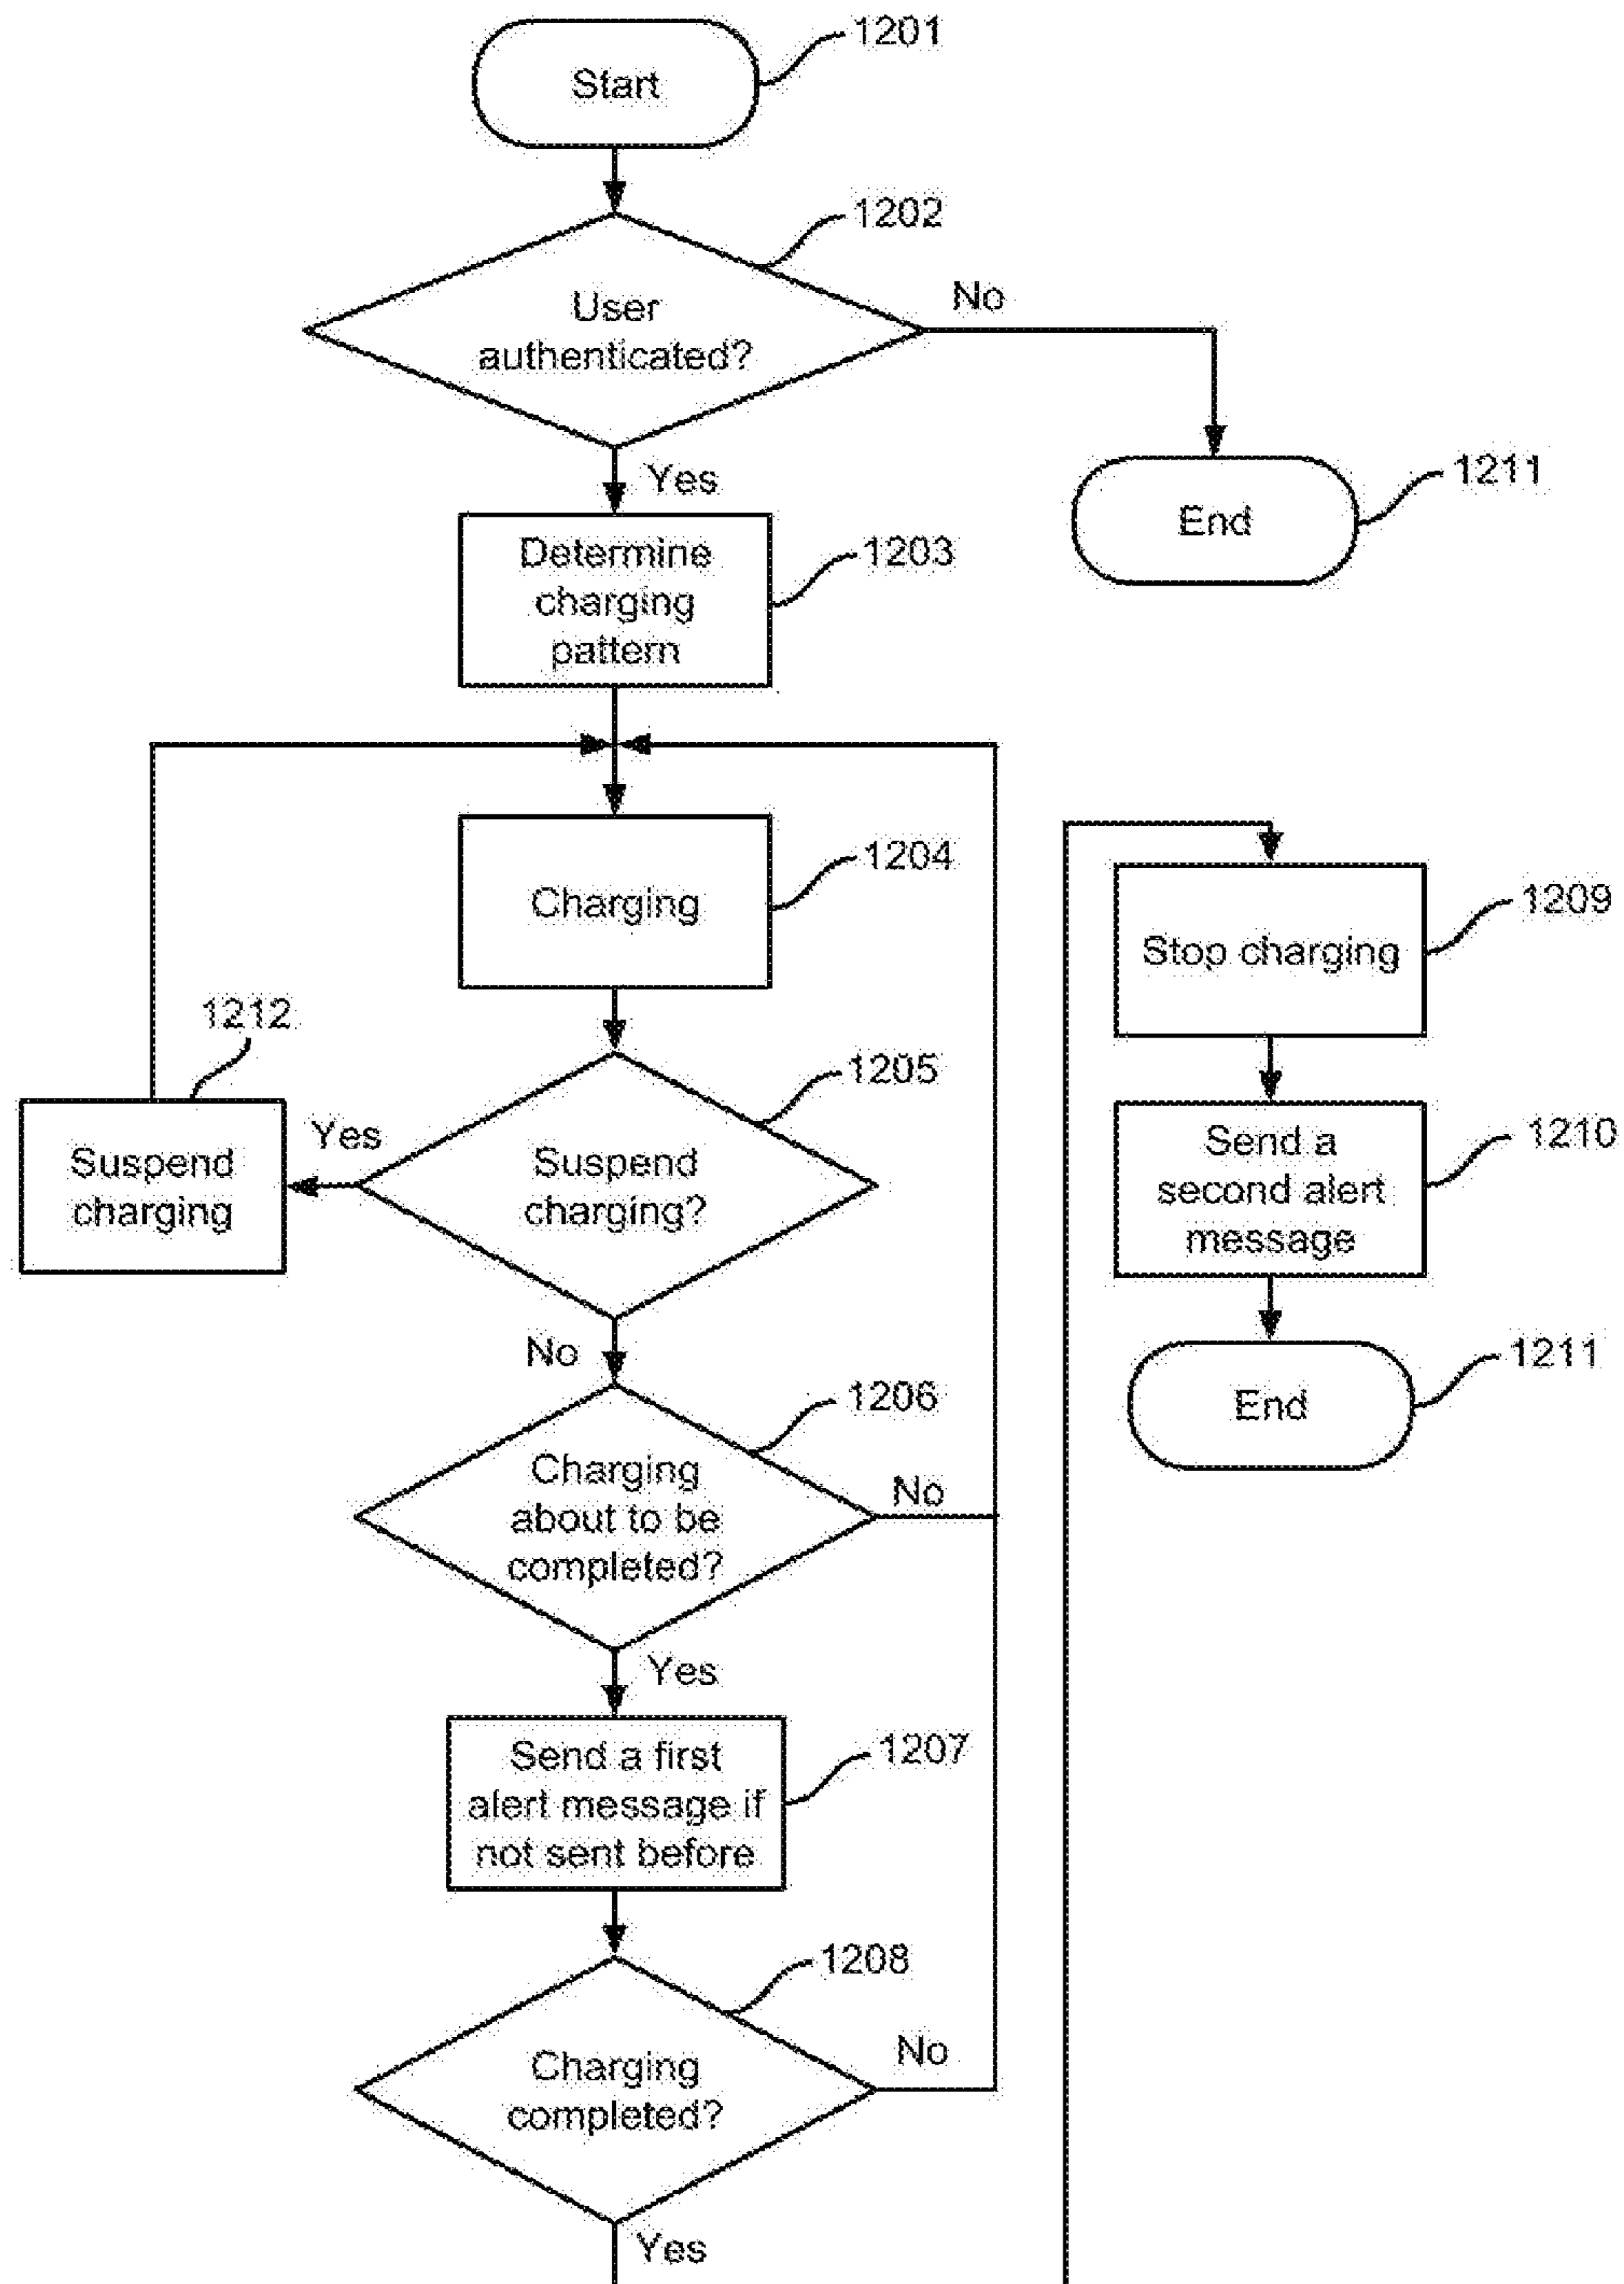 Start
1201
User
authenticated?
1202
No
End
1211
Yes
Determine
charging
pattern
1203
Charging
1204
Suspend
charging?
1205
Yes
Suspend
charging
1212
No
Charging
about to be
completed?
1206
No
Yes
Send a first
alert message if
not sent before
1207
Charging
completed?
1208
No
Yes
Stop charging
1209
Send a
second alert
message
1210
End
1211